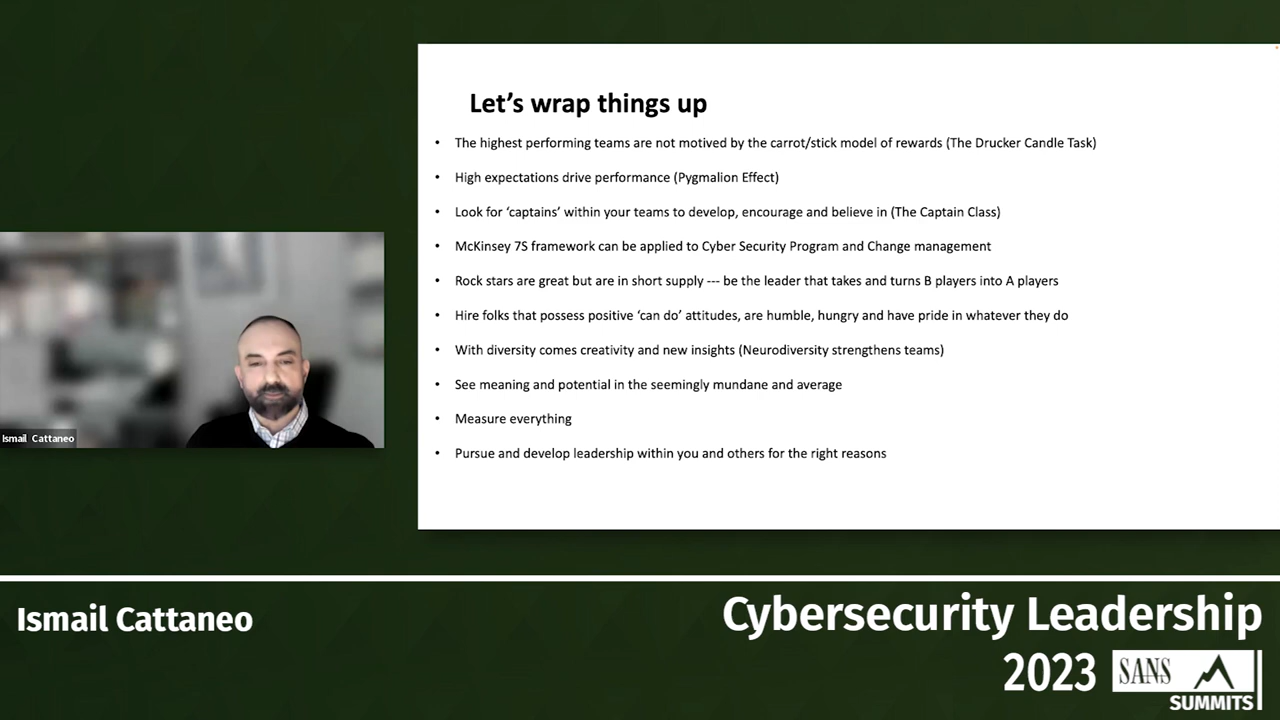 Let’s wrap things up
• The highest performing teams are not motived by the carrot/stick model of rewards (The Drucker Candle Task)
• High expectations drive performance (Pygmalion Effect)
• Look for ‘captains’ within your teams to develop, encourage and believe in (The Captain Class)
• McKinsey 7S framework can be applied to Cyber Security Program and Change management
• Rock stars are great but are in short supply --- be the leader that takes and turns B players into A players
• Hire folks that possess positive ‘can do’ attitudes, are humble, hungry and have pride in whatever they do
• With diversity comes creativity and new insights (Neurodiversity strengthens teams)
• See meaning and potential in the seemingly mundane and average
• Measure everything
• Pursue and develop leadership within you and others for the right reasons
Ismail Cattaneo
Ismail Cattaneo
Cybersecurity Leadership
2023
SANS
SUMMITS